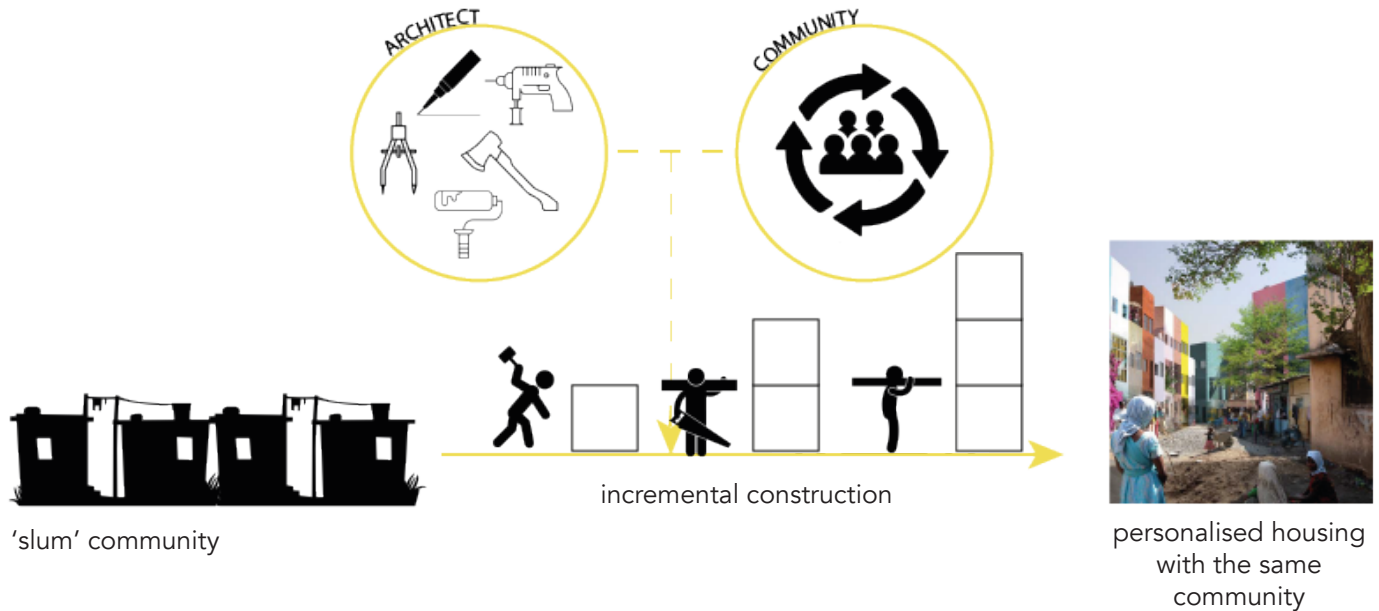 ARCHITECT
COMMUNITY
incremental construction
‘slum’ community
personalised housing
with the same
community